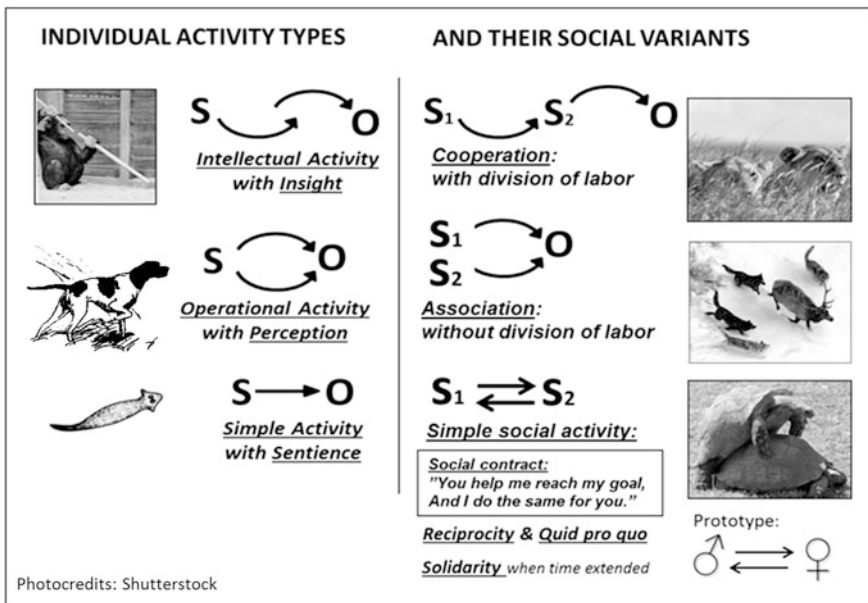 INDIVIDUAL ACTIVITY TYPES
AND THEIR SOCIAL VARIANTS
S O
Intellectual Activity
with Insight
S1 S2 O
Cooperation:
with division of labor
S O
Operational Activity
with Perception
S1
S2
O
Association:
without division of labor
S O
Simple Activity
with Sentience
S1 S2
Simple social activity:
Social contract:
”You help me reach my goal,
And I do the same for you.”
Reciprocity & Quid pro quo
Solidarity when time extended
Prototype:
Photocredits: Shutterstock